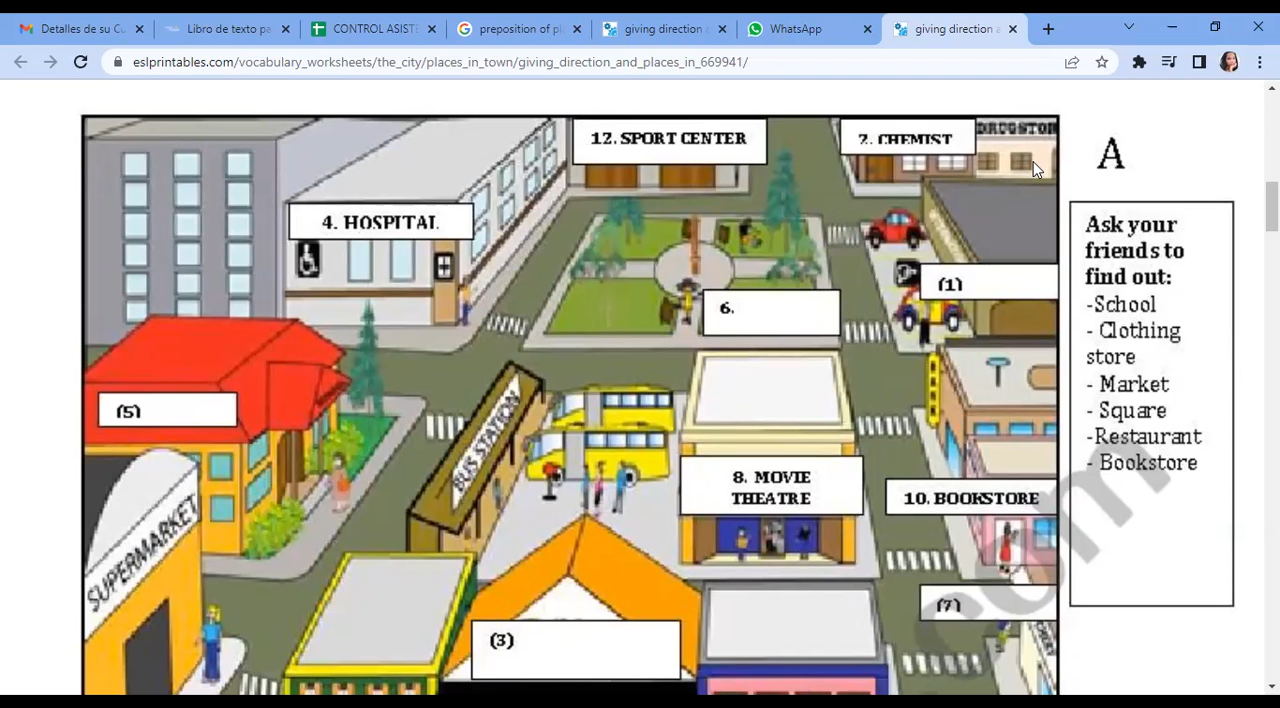 Detalles de su C
Libro de texto pa
CONTROL ASIST
preposition of pl
giving direction
WhatsApp
giving direction a
eslprintables.com/vocabulary_worksheets/the_city/places_in_town/giving_direction_and_places_in_669941/
12. SPORT CENTER
2. CHEMIST
DRUGSTOR
A
4. HOSPITAL
Ask your
friends to
find out:
-School
- Clothing
store
- Market
- Square
-Restaurant
- Bookstore
(1)
6.
(5)
BANK
BUS STATION
8. MOVIE
THEATRE
10. BOOKSTORE
SUPERMARKET
(7)
(3)
com